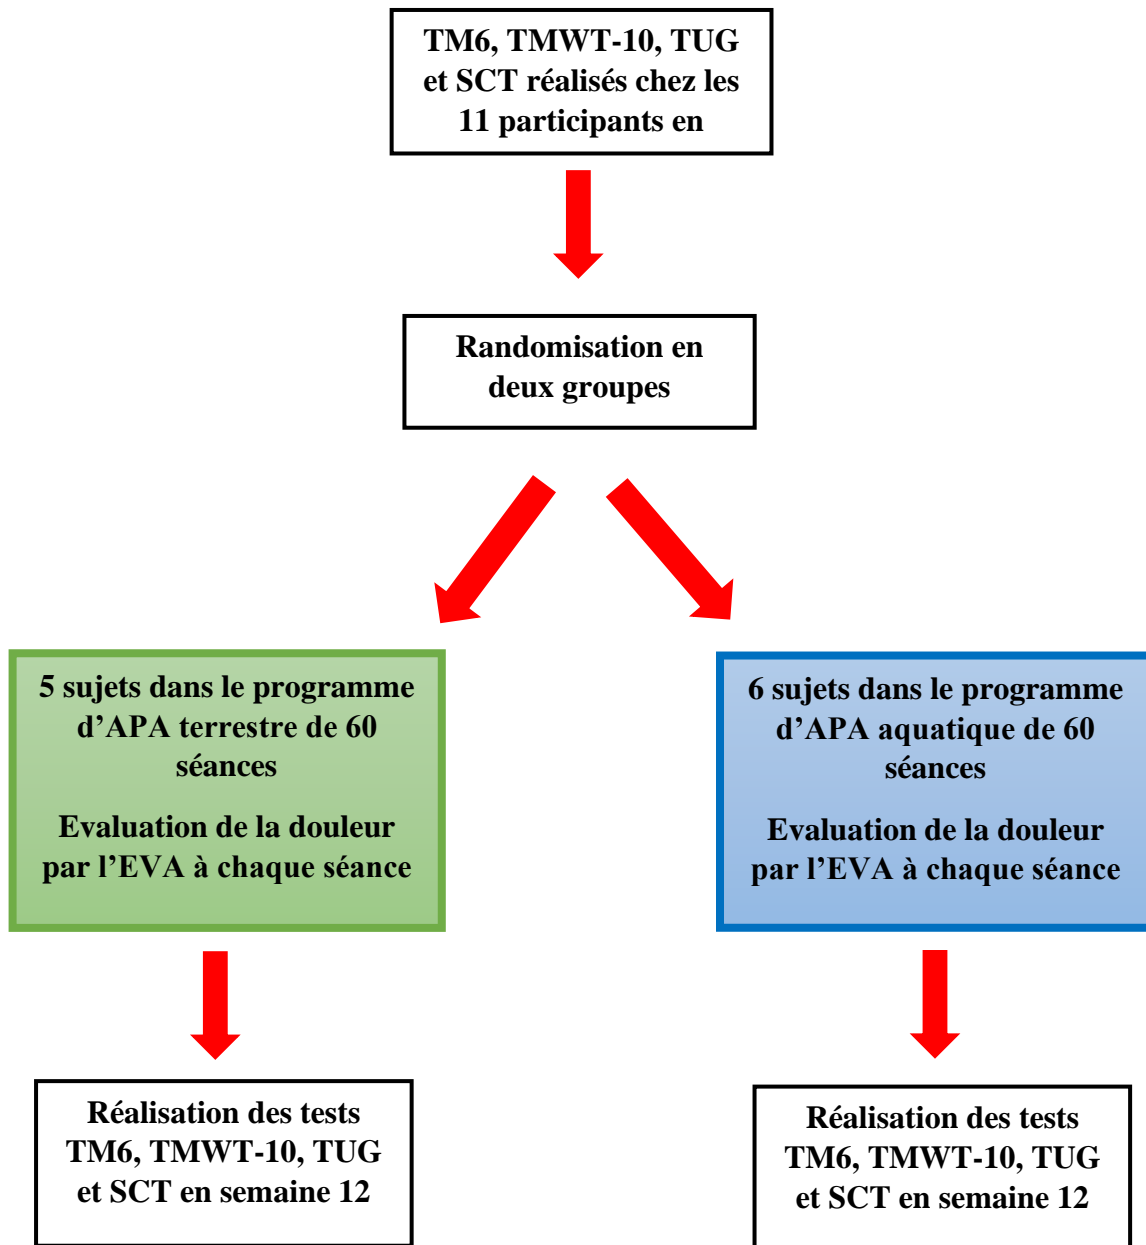 TM6, TMWT-10, TUG
et SCT réalisés chez les
11 participants en
Randomisation en
deux groupes
5 sujets dans le programme
d’APA terrestre de 60
séances
Evaluation de la douleur
par l’EVA à chaque séance
6 sujets dans le programme
d’APA aquatique de 60
séances
Evaluation de la douleur
par l’EVA à chaque séance
Réalisation des tests
TM6, TMWT-10, TUG
et SCT en semaine 12
Réalisation des tests
TM6, TMWT-10, TUG
et SCT en semaine 12